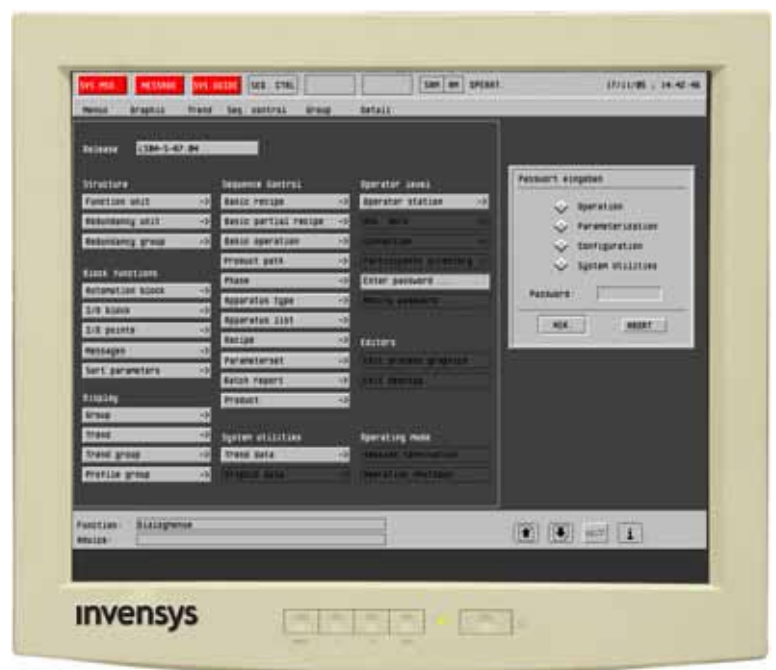 SYS MSG MESSAGE SYS GUIDE SEQ CTRL SAM BM OPERAT. 17/11/05 , 14:42:46
Menus Graphic Trend Seq control Group Detail
Release
Structure Sequence Control Operator level
Function unit -> Basic recipe -> Operator station ->
Redundancy unit -> Basic partial recipe ->
Redundancy group -> Basic operation ->
Product path ->
Block functions Phase -> Enter password
Automation block -> Apparatus type ->
I/O block -> Apparatus list ->
I/O points -> Recipe -> Editors
Messages -> Parameterset ->
Sort parameters -> Batch report ->
Display Product ->
Group ->
Trend -> System utilities Operating mode
Trend group -> Trend data ->
Profile group ->
Passwort eingeben
Operation
Parameterization
Configuration
System Utilities
Password
ACK. ABORT
Function: Dialogmenue
Advice:
invensys